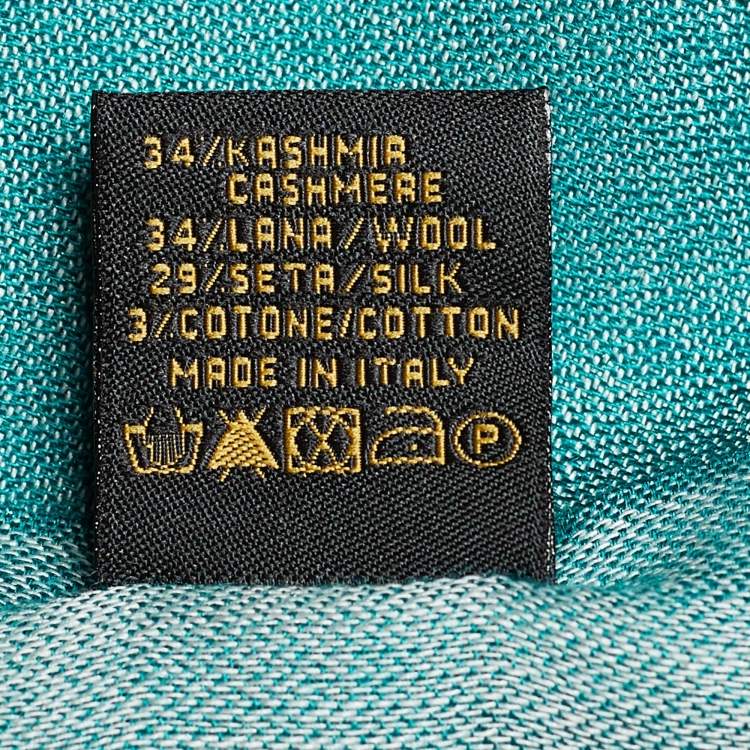 34%KASHMIR
CASHMERE
34%LANA/WOOL
29%SETA/SILK
3%COTONE/COTTON
MADE IN ITALY
P